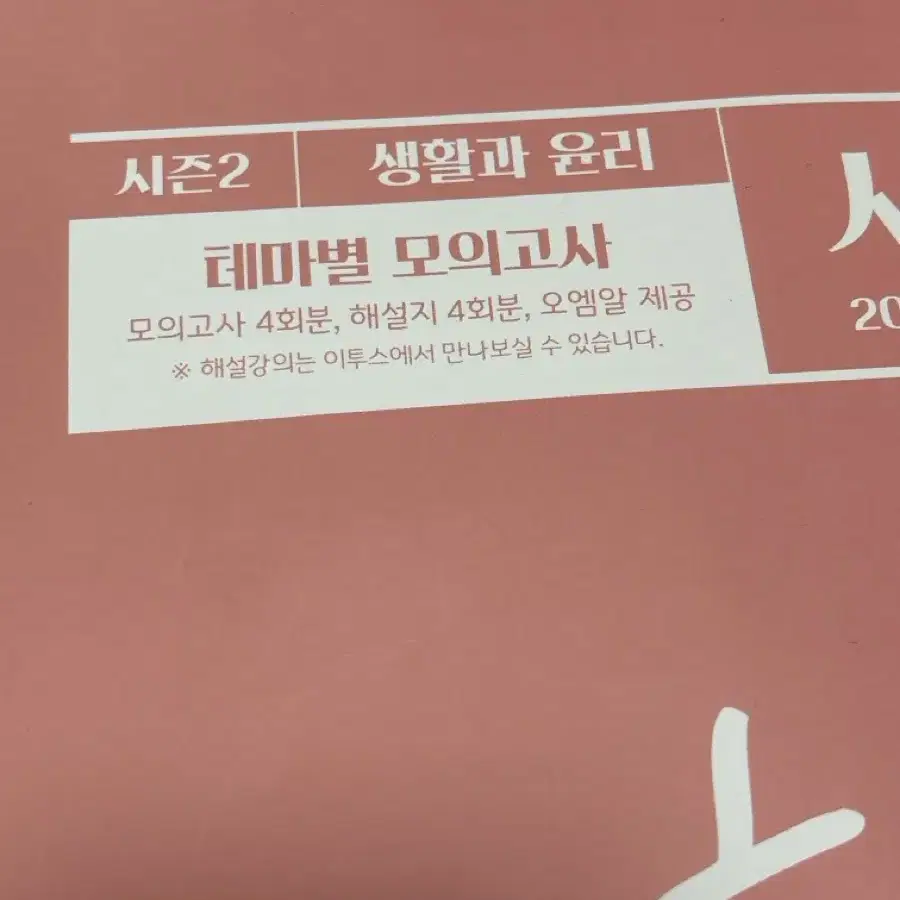 시즌2 생활과 윤리
테마별 모의고사
모의고사 4회분, 해설지 4회분, 오엠알 제공
※ 해설강의는 이투스에서 만나보실 수 있습니다.
20